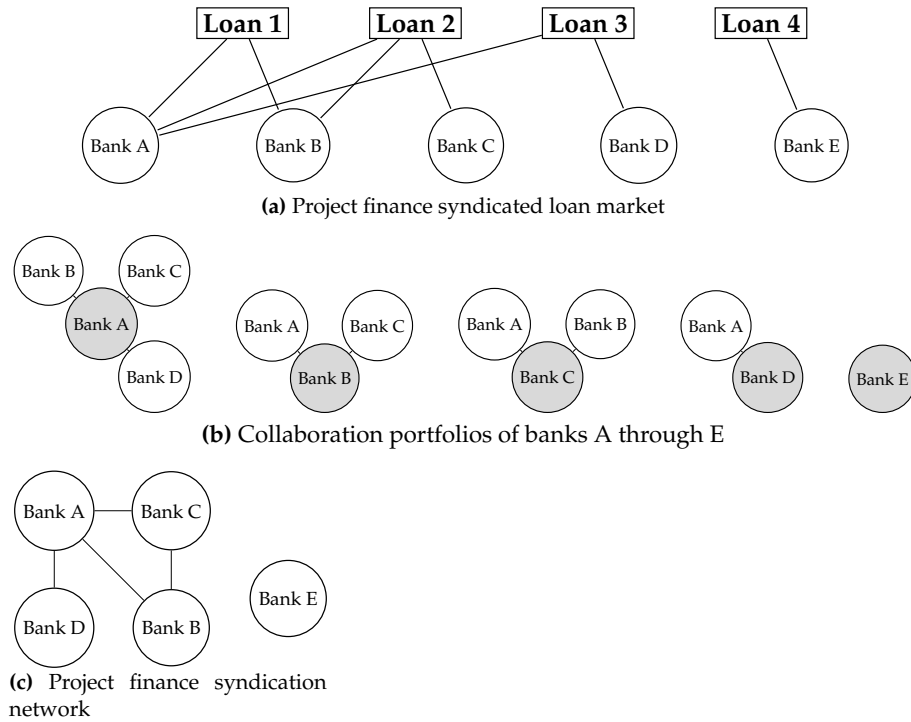 Loan 1 Loan 2 Loan 3 Loan 4
Bank A Bank B Bank C Bank D Bank E
(a) Project finance syndicated loan market
Bank B Bank C
Bank A
Bank D
Bank A Bank C
Bank B
Bank A Bank B
Bank C
Bank A
Bank D
Bank E
(b) Collaboration portfolios of banks A through E
Bank A Bank C
Bank E
Bank D Bank B
(c) Project finance syndication
network